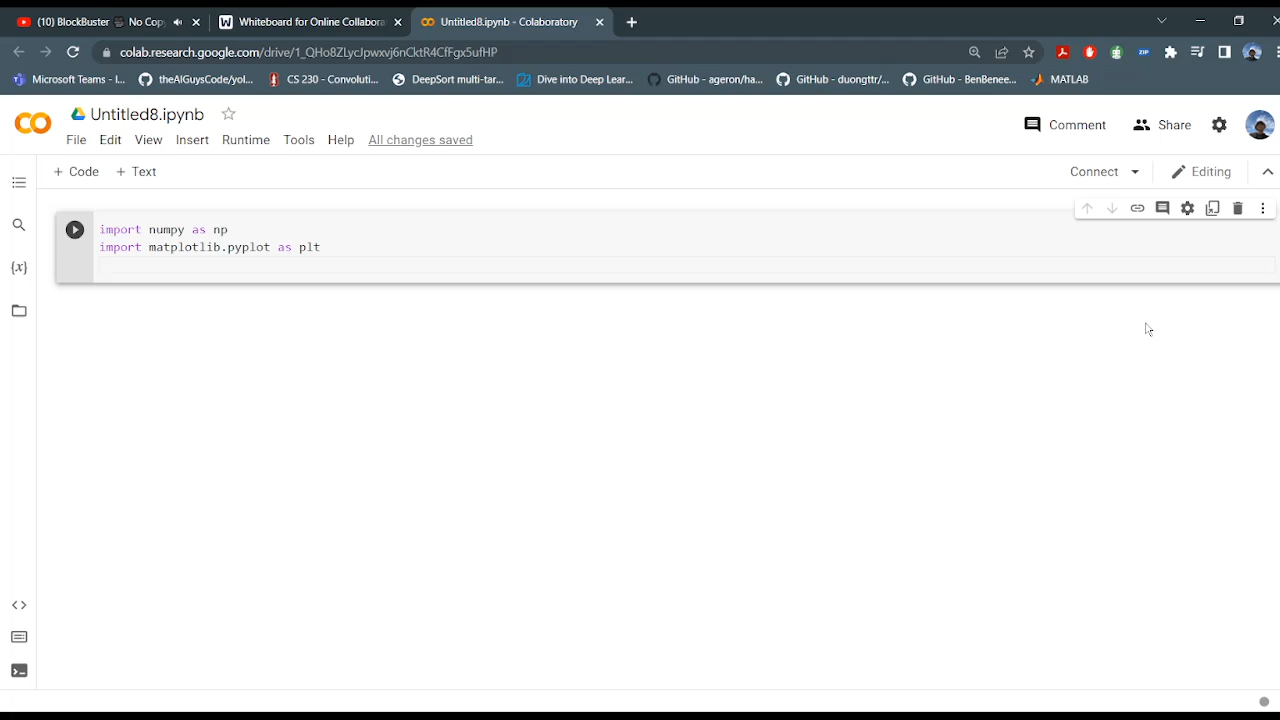 (10) BlockBuster No Copy
Whiteboard for Online Collabora
Untitled8.ipynb - Colaboratory
colab.research.google.com/drive/1_QHo8ZLycJpwxvj6nCktR4CfFgx5ufHP
Microsoft Teams - I...
theAIGuysCode/yol...
CS 230 - Convoluti...
DeepSort multi-tar...
Dive into Deep Lear...
GitHub - ageron/ha...
GitHub - duongttr/...
GitHub - BenBenee...
MATLAB
Untitled8.ipynb
File Edit View Insert Runtime Tools Help All changes saved
Comment
Share
+ Code + Text
Connect
Editing
import numpy as np
import matplotlib.pyplot as plt
{x}